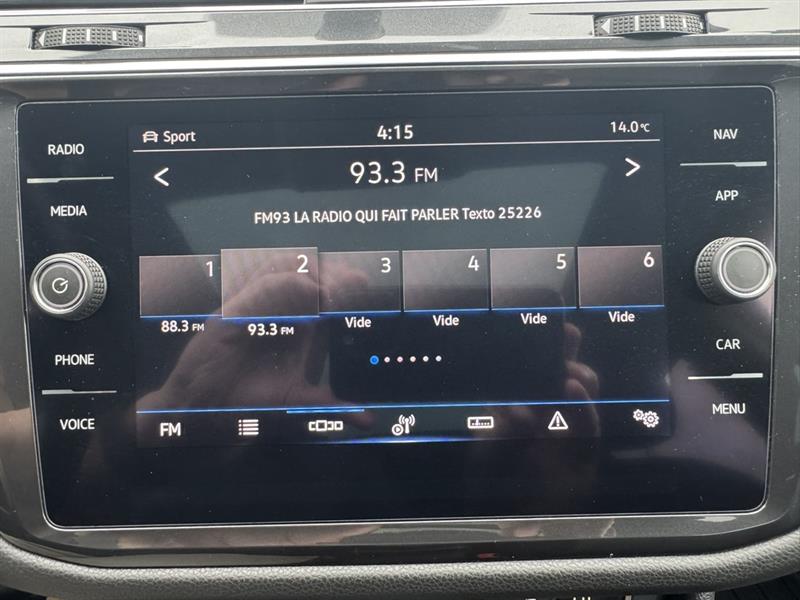 RADIO
MEDIA
PHONE
VOICE
Sport 4:15 14.0°C
< 93.3 FM >
FM93 LA RADIO QUI FAIT PARLER Texto 25226
1 2 3 4 5 6
88.3 FM 93.3 FM Vide Vide Vide Vide
FM
NAV
APP
CAR
MENU